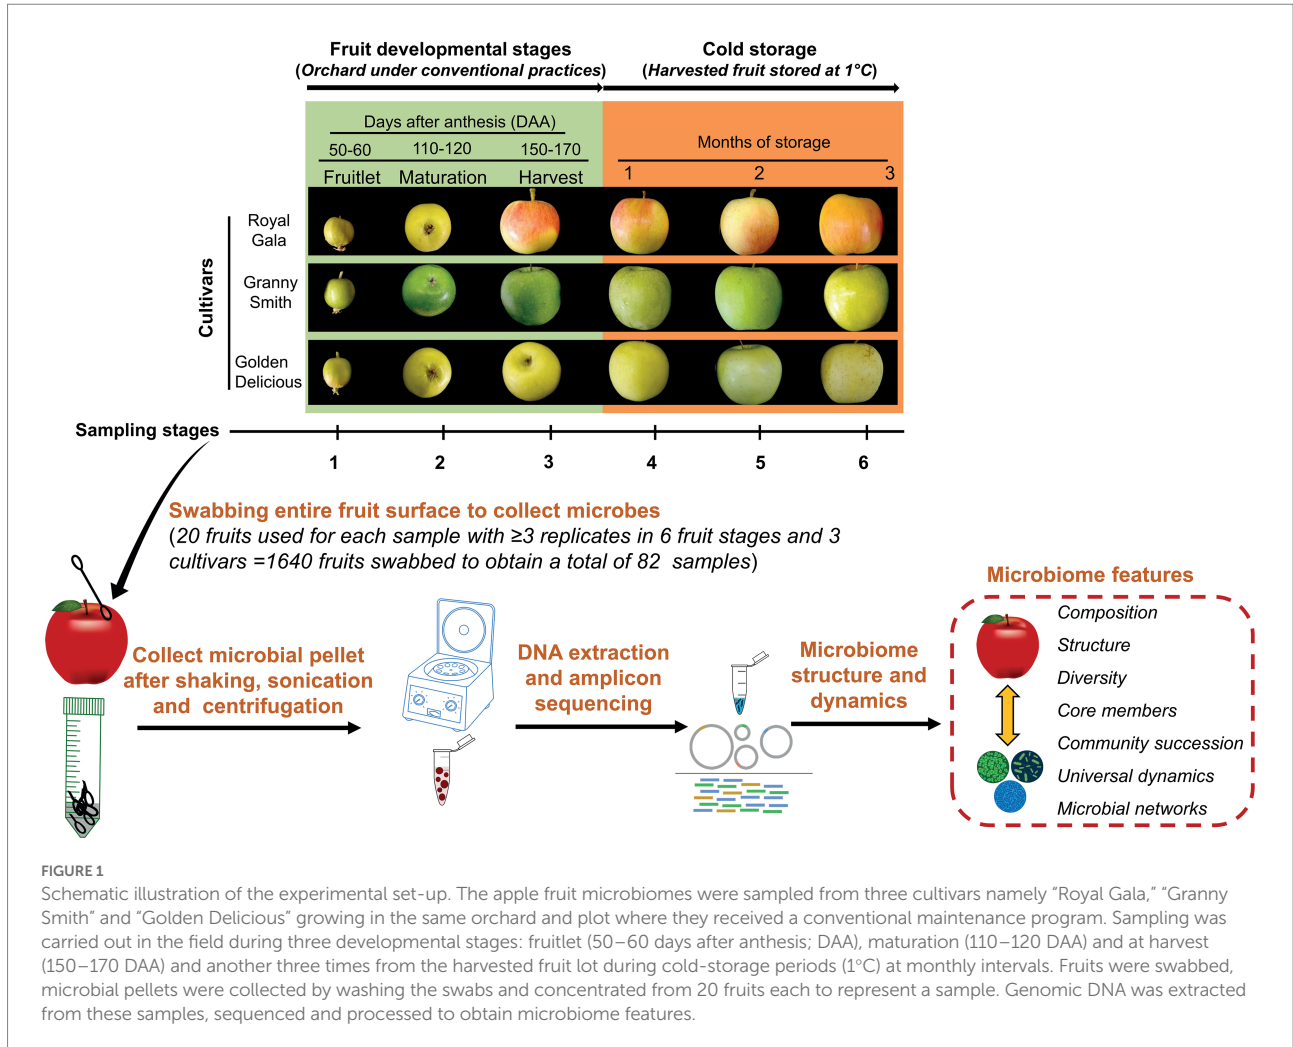 Fruit developmental stages
(Orchard under conventional practices)
Cold storage
(Harvested fruit stored at 1°C)
Days after anthesis (DAA)
50-60 110-120 150-170
Fruitlet Maturation Harvest
Months of storage
1 2 3
Cultivars
Royal
Gala
Granny
Smith
Golden
Delicious
Sampling stages
1 2 3 4 5 6
Swabbing entire fruit surface to collect microbes
(20 fruits used for each sample with ≥3 replicates in 6 fruit stages and 3
cultivars =1640 fruits swabbed to obtain a total of 82 samples)
Collect microbial pellet
after shaking, sonication
and centrifugation
DNA extraction
and amplicon
sequencing
Microbiome
structure and
dynamics
Microbiome features
Composition
Structure
Diversity
Core members
Community succession
Universal dynamics
Microbial networks
FIGURE 1
Schematic illustration of the experimental set-up. The apple fruit microbiomes were sampled from three cultivars namely “Royal Gala,” “Granny
Smith” and “Golden Delicious” growing in the same orchard and plot where they received a conventional maintenance program. Sampling was
carried out in the field during three developmental stages: fruitlet (50–60 days after anthesis; DAA), maturation (110–120 DAA) and at harvest
(150–170 DAA) and another three times from the harvested fruit lot during cold-storage periods (1°C) at monthly intervals. Fruits were swabbed,
microbial pellets were collected by washing the swabs and concentrated from 20 fruits each to represent a sample. Genomic DNA was extracted
from these samples, sequenced and processed to obtain microbiome features.